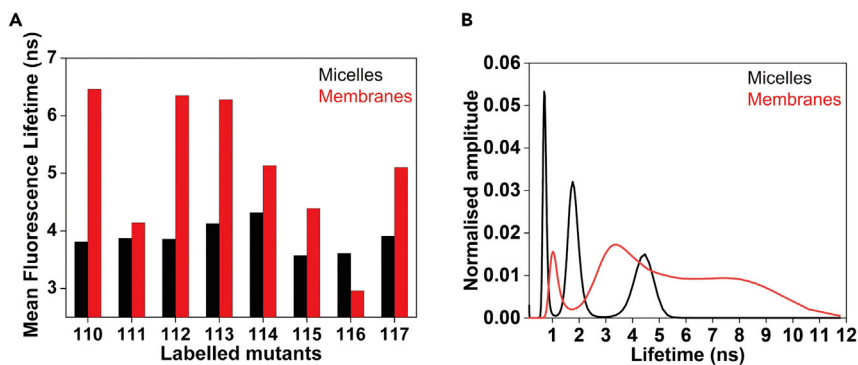 A
Mean Fluorescence Lifetime (ns)
7
6
5
4
3
Micelles
Membranes
110 111 112 113 114 115 116 117
Labelled mutants
B
Normalised amplitude
0.06
0.05
0.04
0.03
0.02
0.01
0.00
Micelles
Membranes
1 2 3 4 5 6 7 8 9 10 11 12
Lifetime (ns)